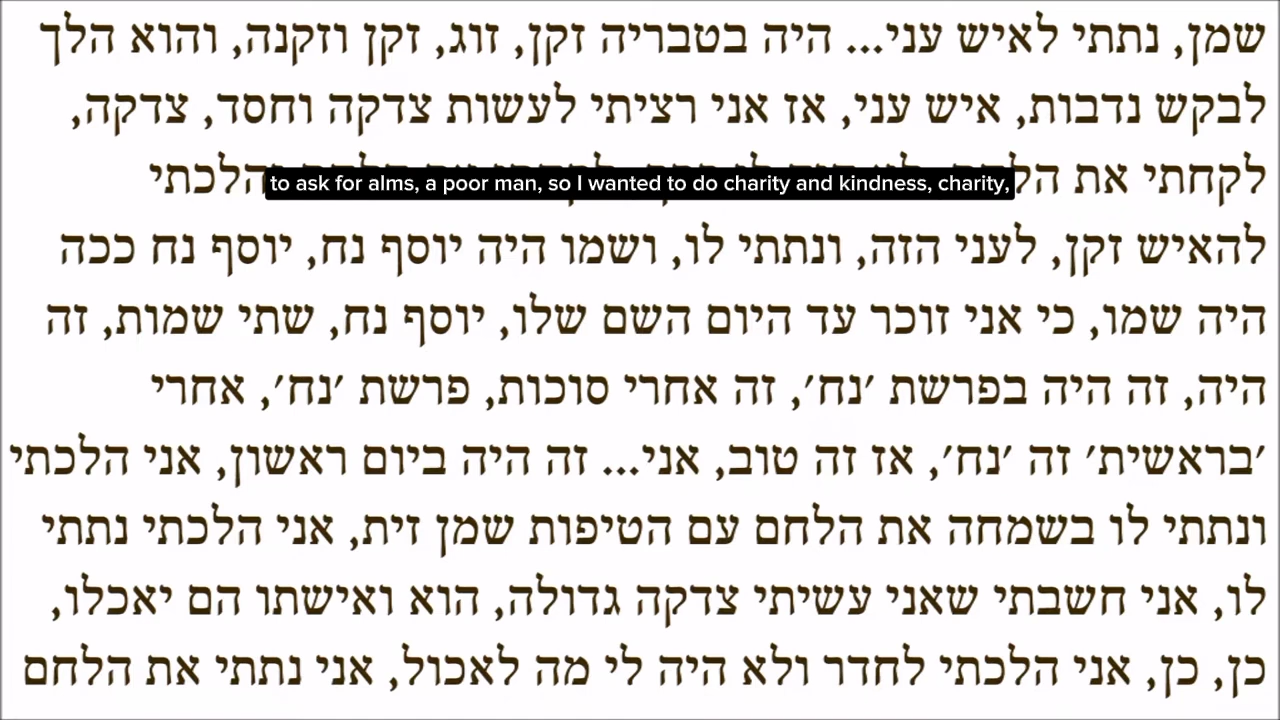 שמן, נתתי לאיש עני... היה בטבריה זקן, זוג, זקן וזקנה, והוא הלך
לבקש נדבות, איש עני, אז אני רציתי לעשות צדקה וחסד, צדקה,
לקחתי את והלכתי
to ask for alms, a poor man, so I wanted to do charity and kindness, charity,
להאיש זקן, לעני הזה, ונתתי לו, ושמו היה יוסף נח, יוסף נח ככה
היה שמו, כי אני זוכר עד היום השם שלו, יוסף נח, שתי שמות, זה
היה, זה היה בפרשת 'נח', זה אחרי סוכות, פרשת 'נח', אחרי
'בראשית' זה 'נח', אז זה טוב, אני... זה היה ביום ראשון, אני הלכתי
ונתתי לו בשמחה את הלחם עם הטיפות שמן זית, אני הלכתי נתתי
לו, אני חשבתי שאני עשיתי צדקה גדולה, הוא ואישתו הם יאכלו,
כן, כן, אני הלכתי לחדר ולא היה לי מה לאכול, אני נתתי את הלחם